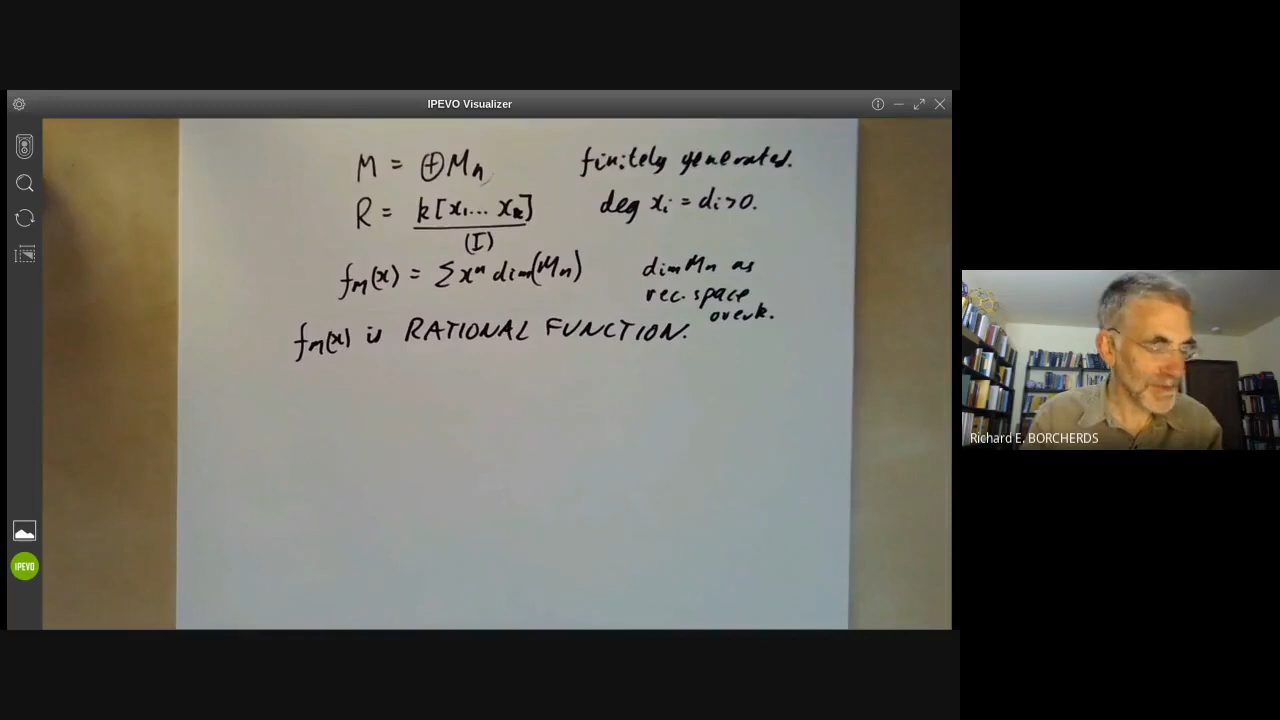 IPEVO Visualizer
M = ⊕Mn finitely generated.
R = k[x1... xk] / (I) deg xi = di > 0.
fM(x) = Σ x^n dim(Mn) dim Mn as
vec. space
over k.
fM(x) is RATIONAL FUNCTION.
Richard E. BORCHERDS
IPEVO